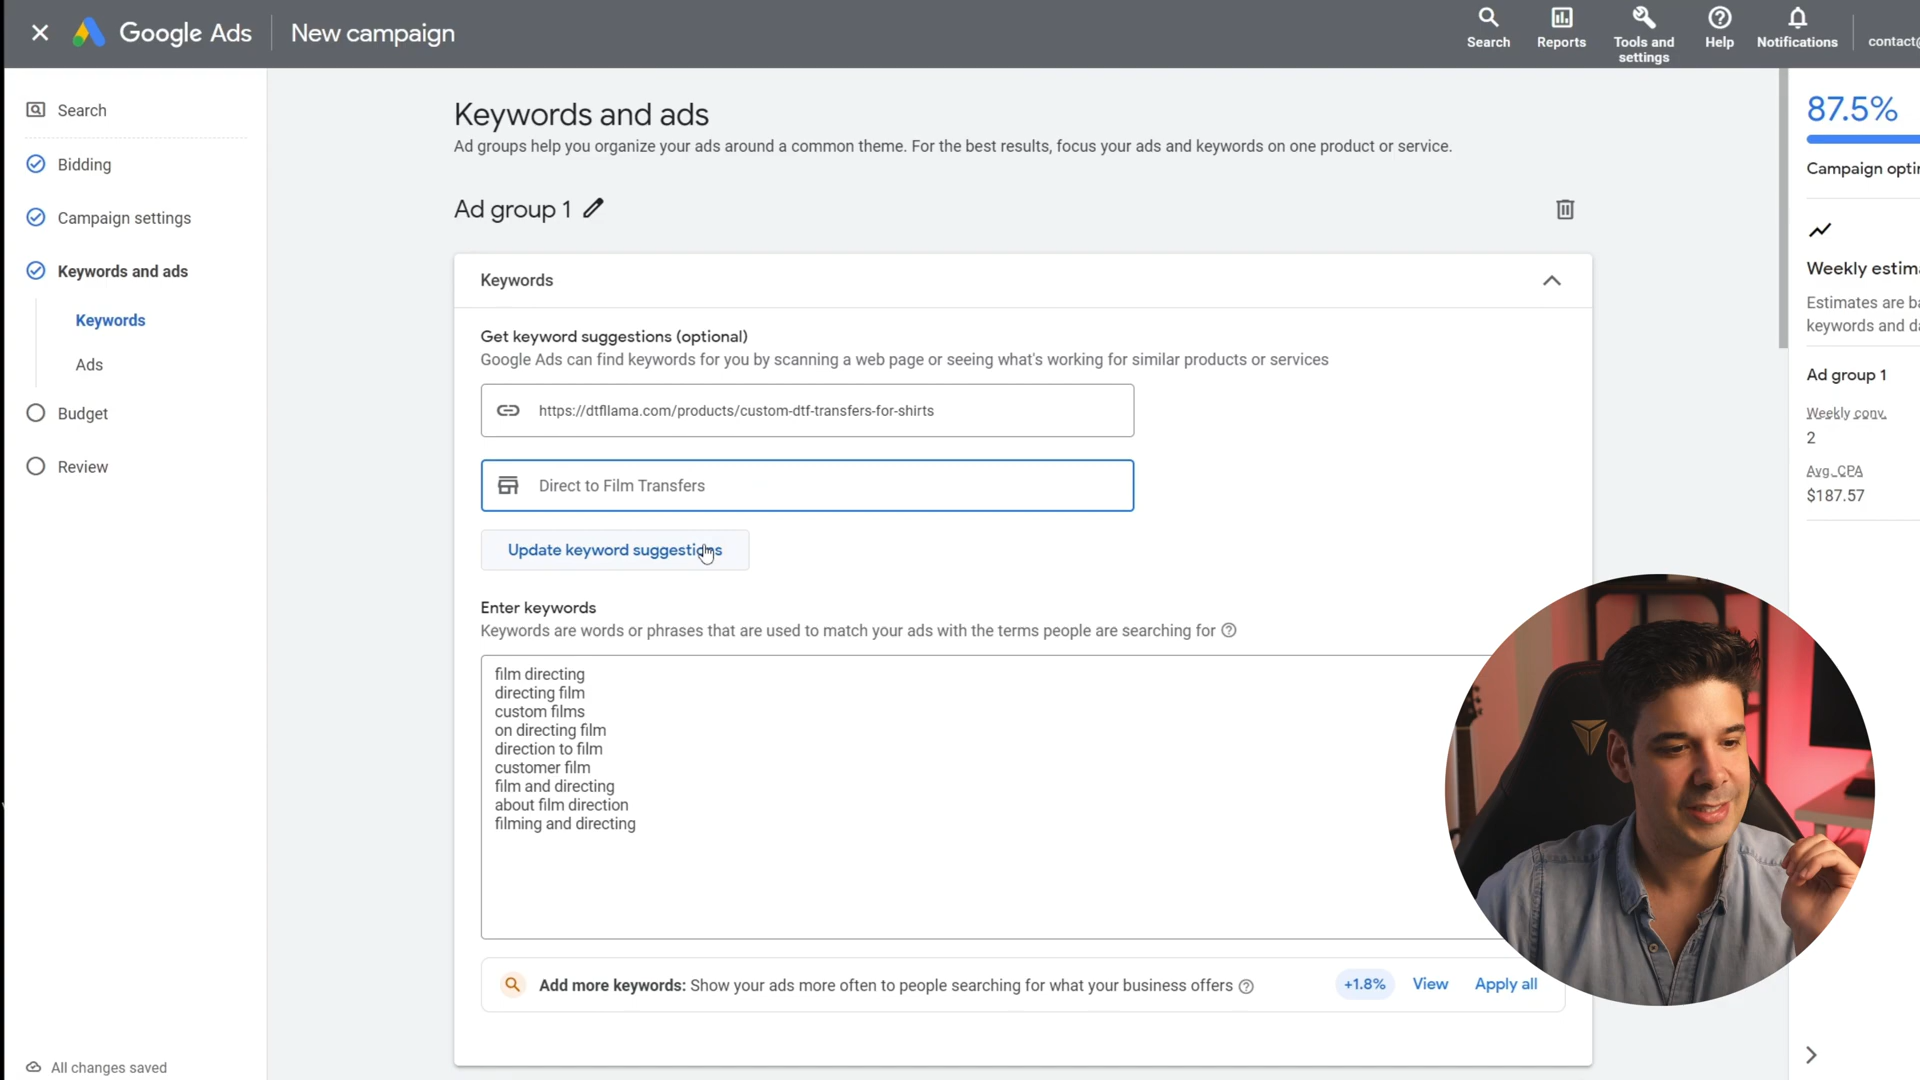 Google Ads
New campaign
Search
Reports
Tools and settings
Help
Notifications
contact@
Search
Bidding
Campaign settings
Keywords and ads
Keywords
Ads
Budget
Review
All changes saved
Keywords and ads
Ad groups help you organize your ads around a common theme. For the best results, focus your ads and keywords on one product or service.
Ad group 1
Keywords
Get keyword suggestions (optional)
Google Ads can find keywords for you by scanning a web page or seeing what's working for similar products or services
https://dtfllama.com/products/custom-dtf-transfers-for-shirts
Direct to Film Transfers
Update keyword suggestions
Enter keywords
Keywords are words or phrases that are used to match your ads with the terms people are searching for
film directing
directing film
custom films
on directing film
direction to film
customer film
film and directing
about film direction
filming and directing
Add more keywords: Show your ads more often to people searching for what your business offers
+1.8%
View
Apply all
87.5%
Campaign optim
Weekly estima
Estimates are ba
keywords and da
Ad group 1
Weekly conv.
2
Avg. CPA
$187.57